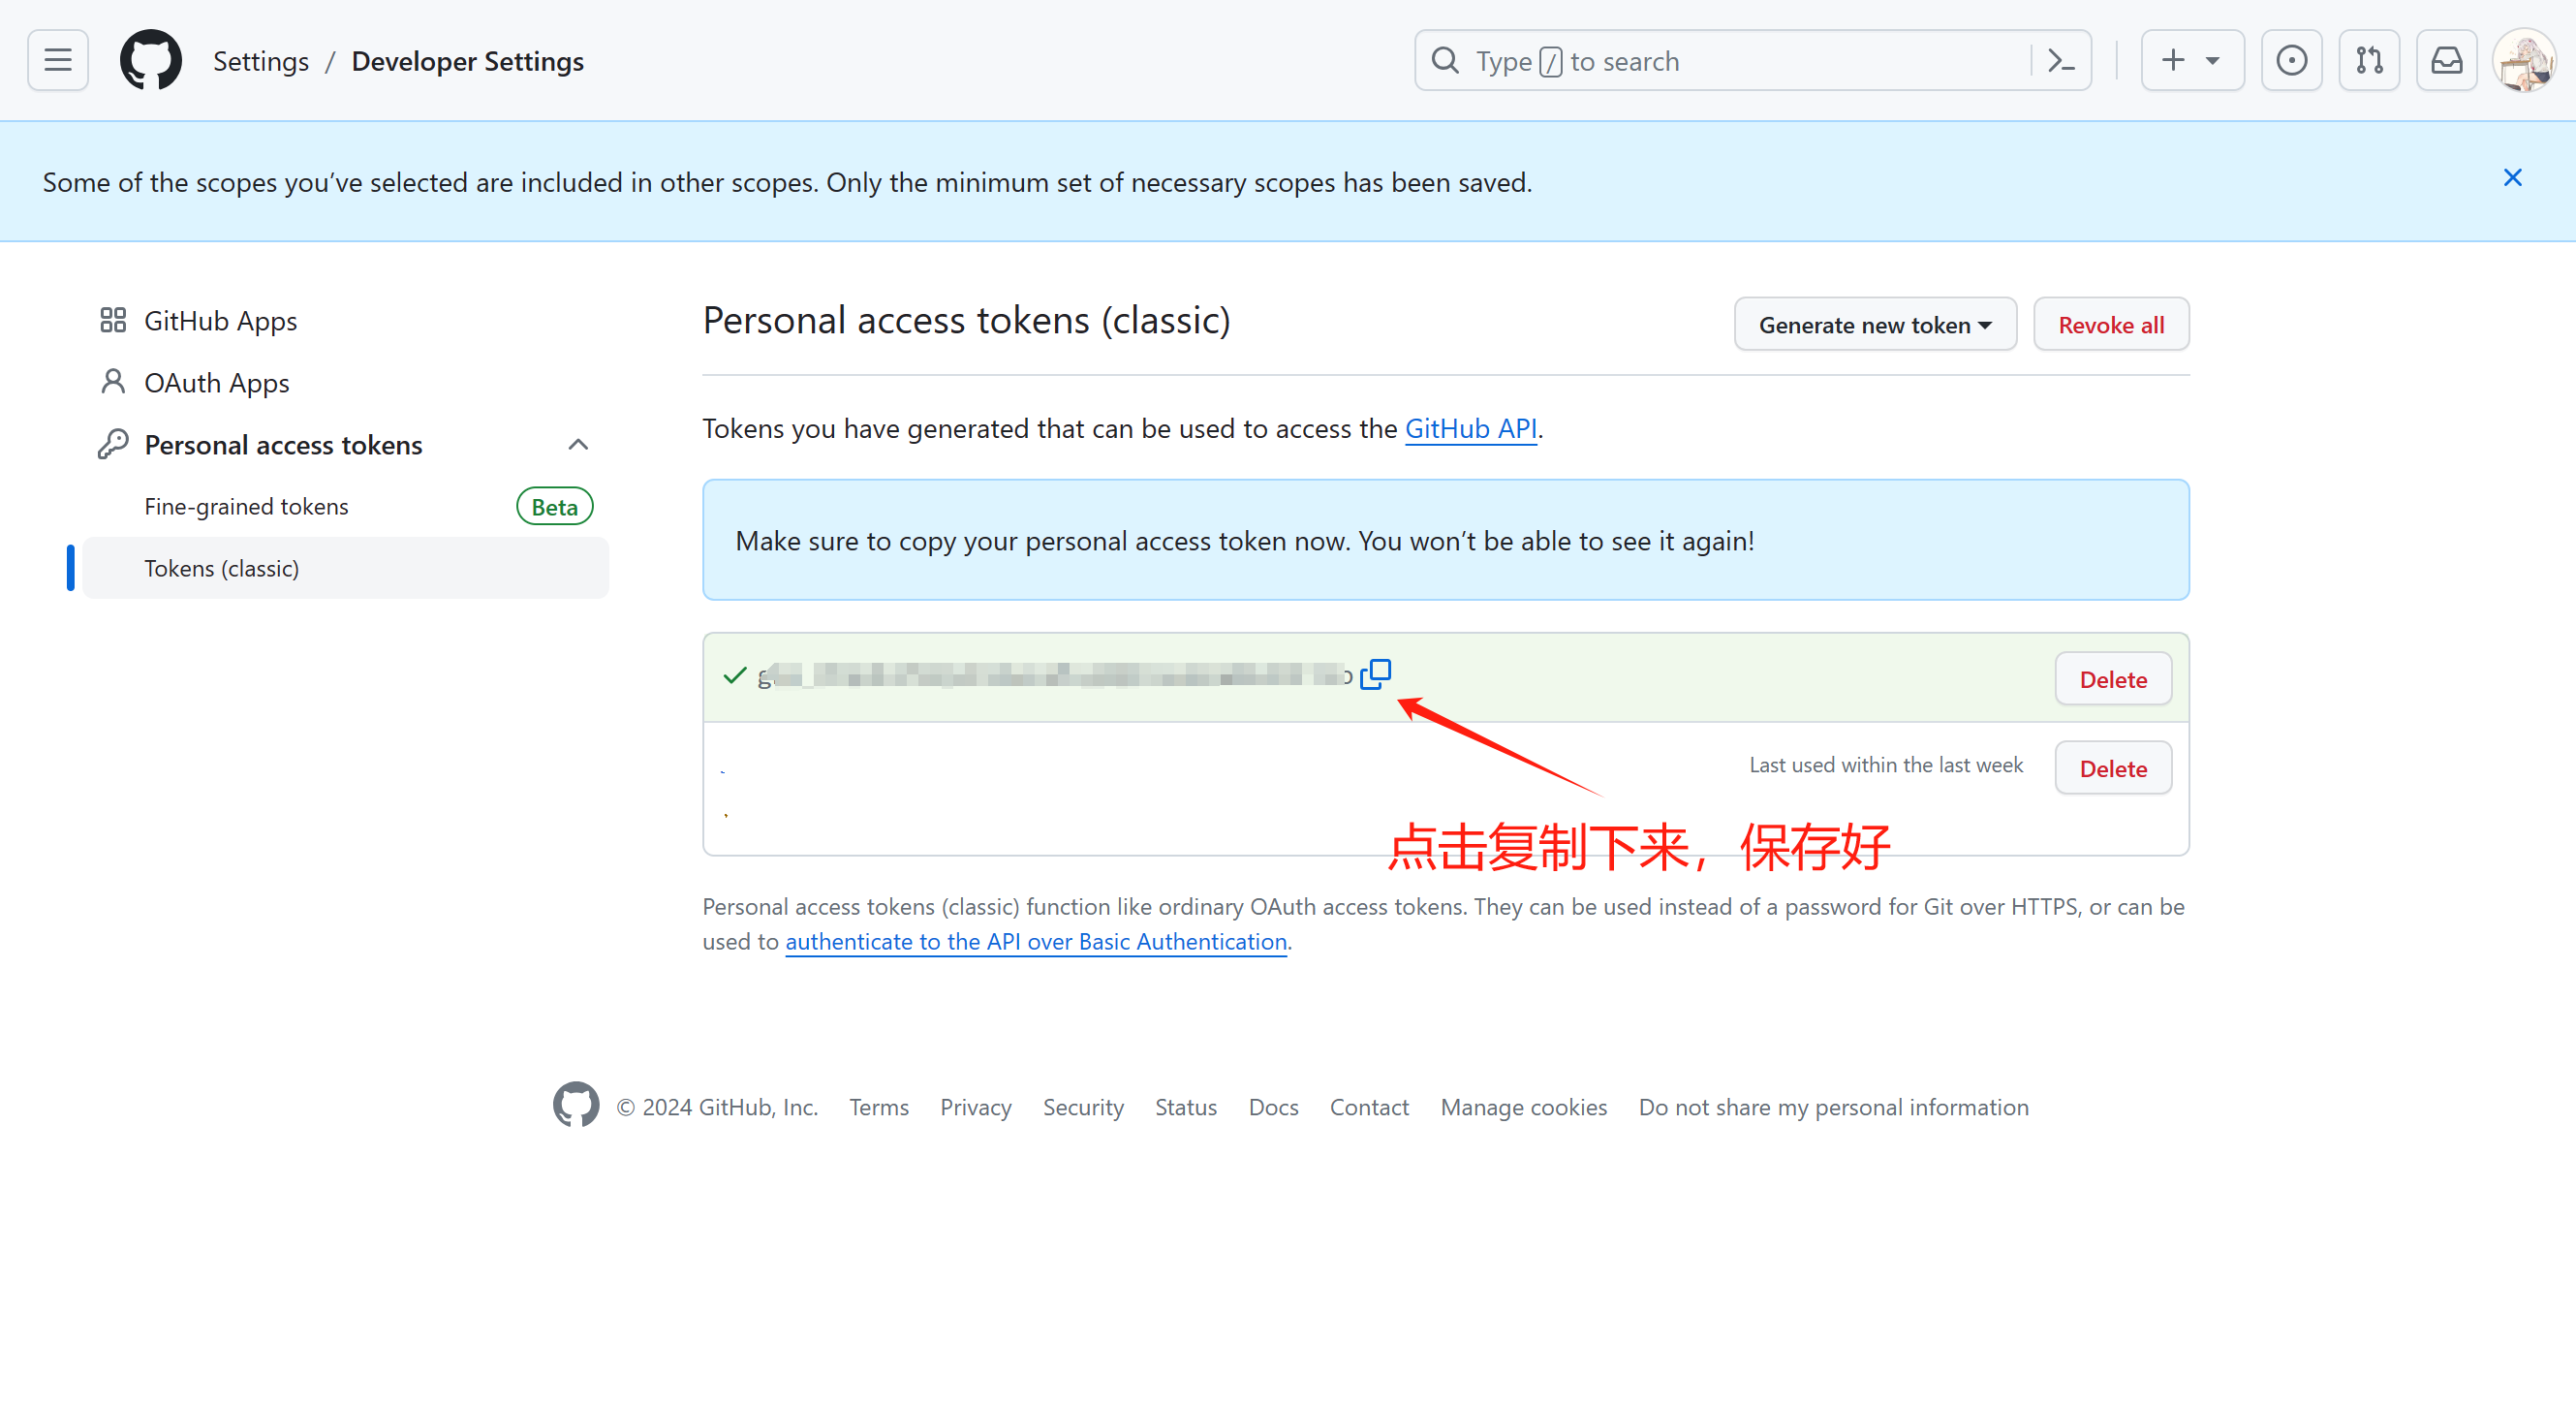 Settings / Developer Settings
Type / to search
Some of the scopes you’ve selected are included in other scopes. Only the minimum set of necessary scopes has been saved.
GitHub Apps
OAuth Apps
Personal access tokens
Fine-grained tokens
Beta
Tokens (classic)
Personal access tokens (classic)
Generate new token
Revoke all
Tokens you have generated that can be used to access the GitHub API.
Make sure to copy your personal access token now. You won’t be able to see it again!
Delete
Last used within the last week
Delete
点击复制下来，保存好
Personal access tokens (classic) function like ordinary OAuth access tokens. They can be used instead of a password for Git over HTTPS, or can be
used to authenticate to the API over Basic Authentication.
© 2024 GitHub, Inc. Terms Privacy Security Status Docs Contact Manage cookies Do not share my personal information